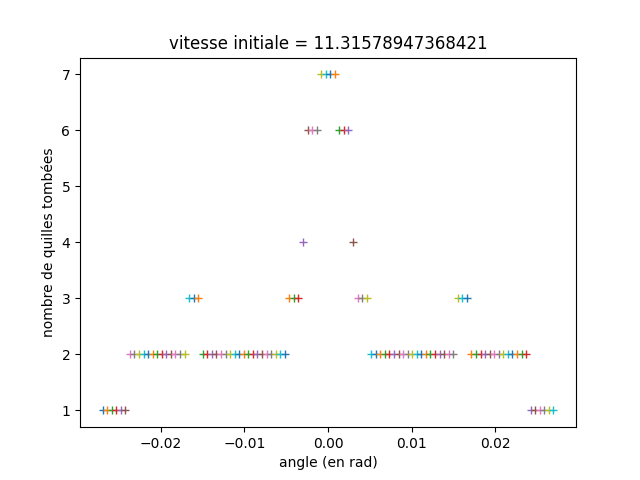 vitesse initiale = 11.31578947368421
7
6
5
4
3
2
1
nombre de quilles tombées
−0.02 −0.01 0.00 0.01 0.02
angle (en rad)